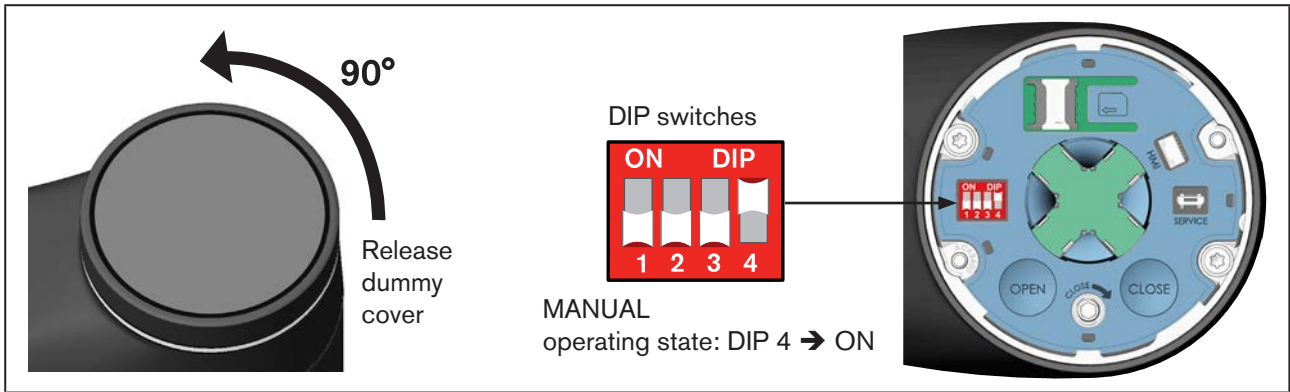 90°
Release
dummy
cover
DIP switches
ON DIP
1 2 3 4
MANUAL
operating state: DIP 4 ➔ ON
HMI
ON DIP
1 2 3 4
SERVICE
OPEN
CLOSE
CLOSE